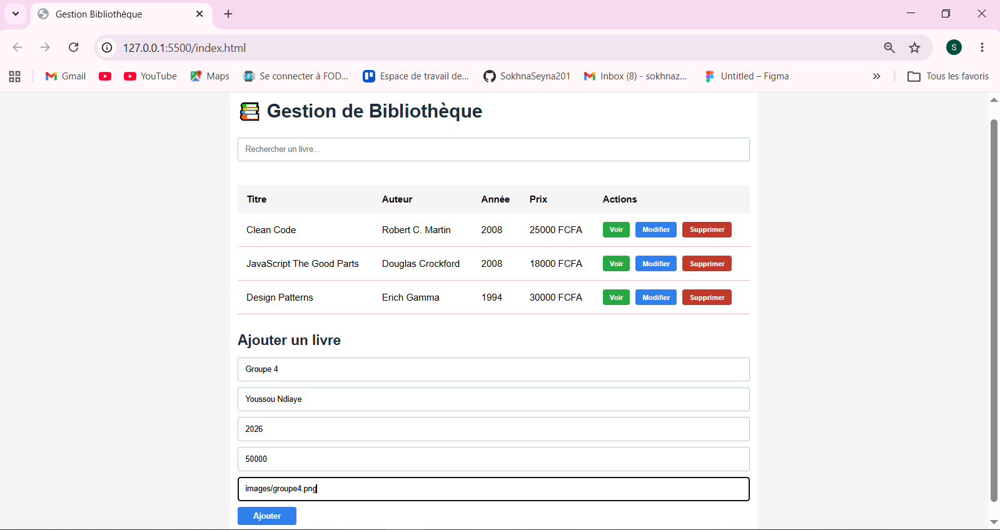 Gestion Bibliothèque
127.0.0.1:5500/index.html
S
Gmail YouTube Maps Se connecter à FOD... Espace de travail de... SokhnaSeyna201 Inbox (8) - sokhnaz... Untitled – Figma » Tous les favoris
Gestion de Bibliothèque
Rechercher un livre...
Titre Auteur Année Prix Actions
Clean Code Robert C. Martin 2008 25000 FCFA Voir Modifier Supprimer
JavaScript The Good Parts Douglas Crockford 2008 18000 FCFA Voir Modifier Supprimer
Design Patterns Erich Gamma 1994 30000 FCFA Voir Modifier Supprimer
Ajouter un livre
Groupe 4
Youssou Ndiaye
2026
50000
images/groupe4.png
Ajouter